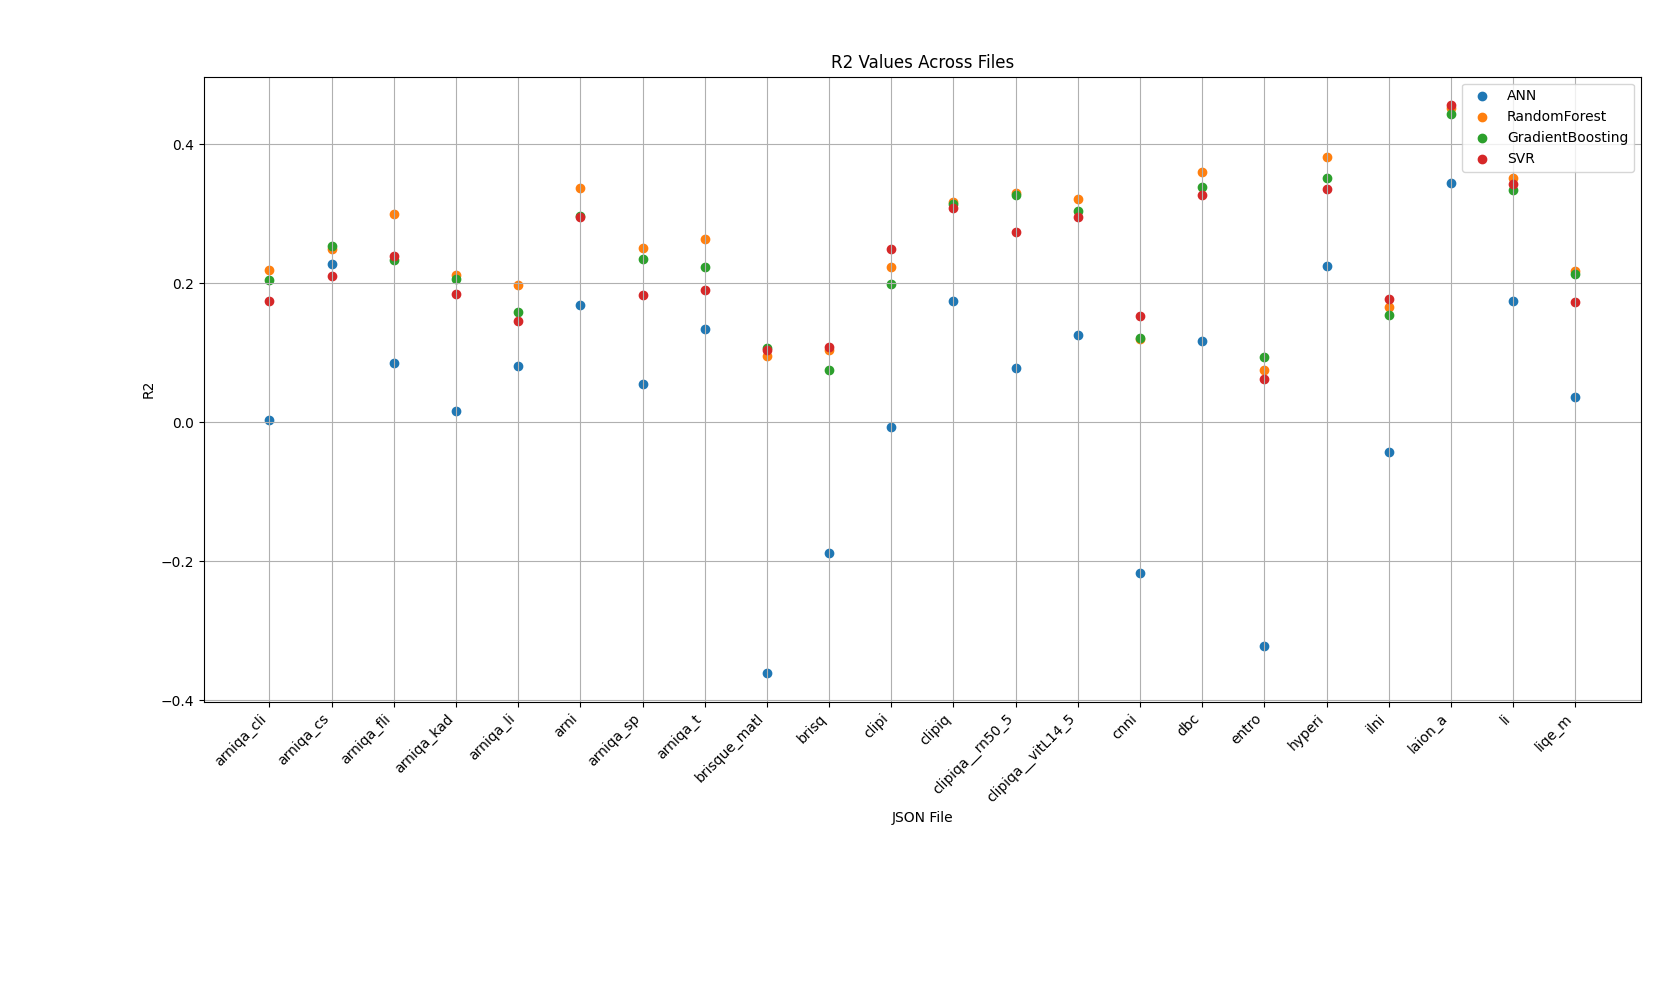 R2 Values Across Files
ANN
RandomForest
GradientBoosting
SVR
R2
0.4
0.2
0.0
−0.2
−0.4
arniqa_cli
arniqa_cs
arniqa_fli
arniqa_kad
arniqa_li
arni
arniqa_sp
arniqa_t
brisque_matl
brisq
clipi
clipiq
clipiqa__rn50_5
clipiqa__vitL14_5
cnni
dbc
entro
hyperi
ilni
laion_a
li
liqe_m
JSON File